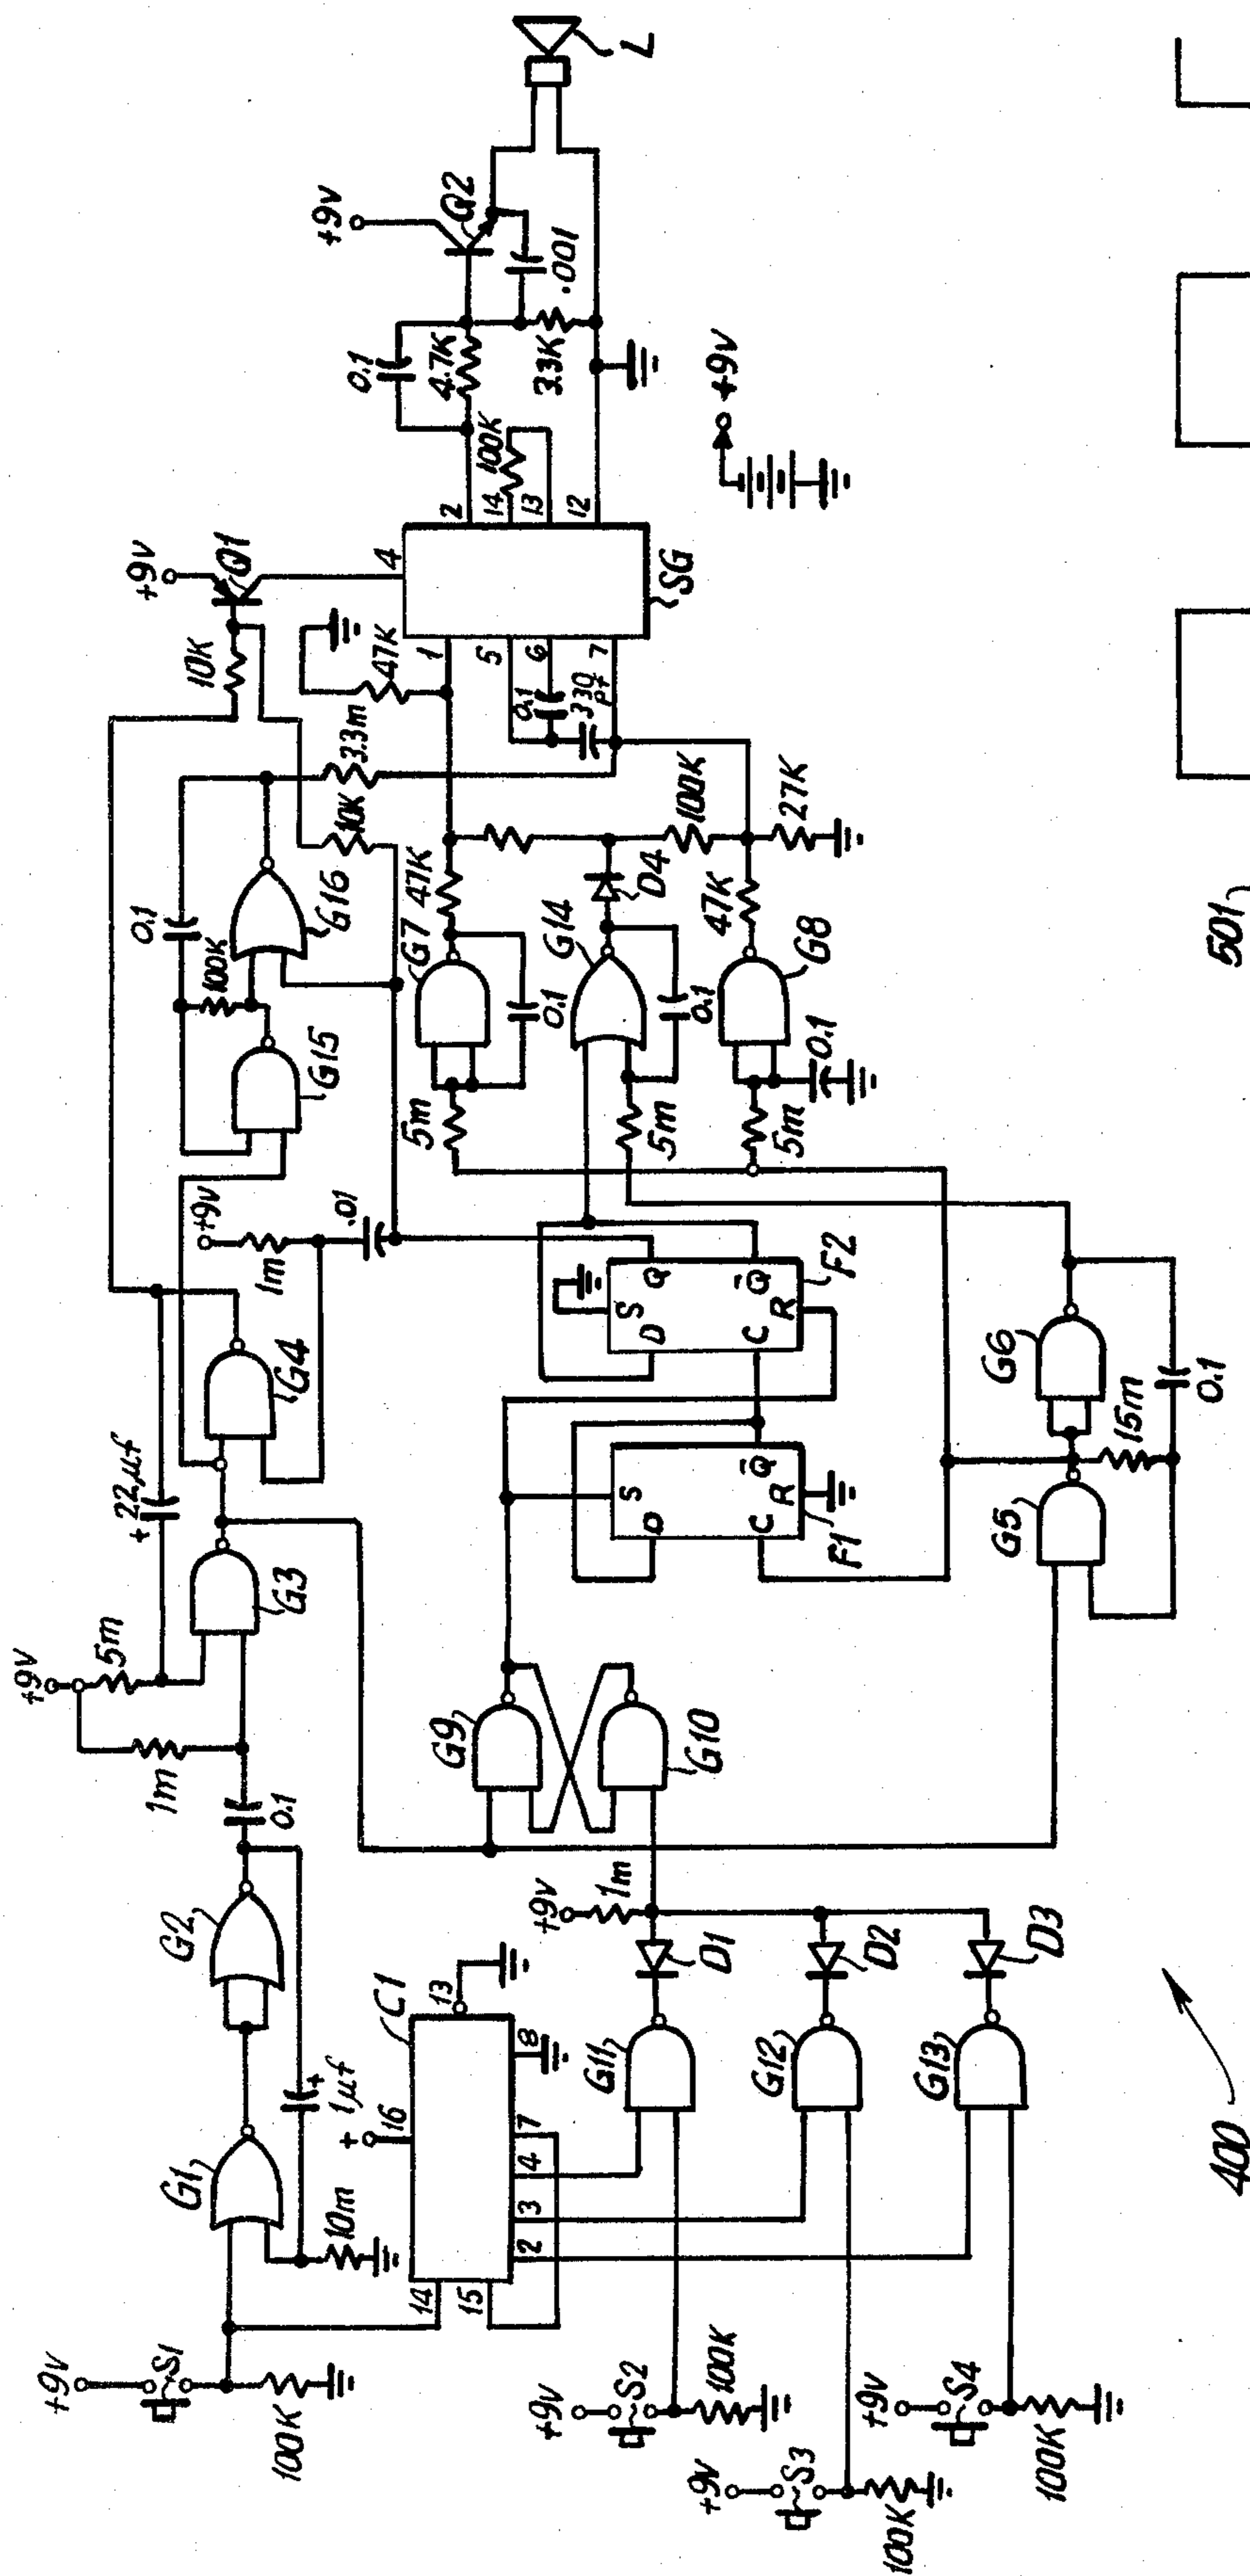 +9v
S1
100K
G1
10m
1µf
+
G2
0.1
1m
+9v
5m
+
22µf
G3
G4
+9v
1m
.01
G15
100K
0.1
G16
10K
3.3m
10K
+9v
Q1
47K
C1
14
15
16
+
13
8
7
4
3
2
+9v
S2
100K
+9v
S3
100K
+9v
S4
100K
G11
G12
G13
D1
D2
D3
+9v
1m
G9
G10
S
D
Q̄
C
R
F1
S
D
Q
Q̄
C
R
F2
G5
G6
15m
0.1
5m
G7
0.1
47K
5m
G14
0.1
D4
5m
G8
0.1
47K
100K
27K
1
5
6
7
0.1
330
pf
4
SG
2
14
13
12
100K
0.1
4.7K
3.3K
.001
+9v
Q2
L
+9v
400
501